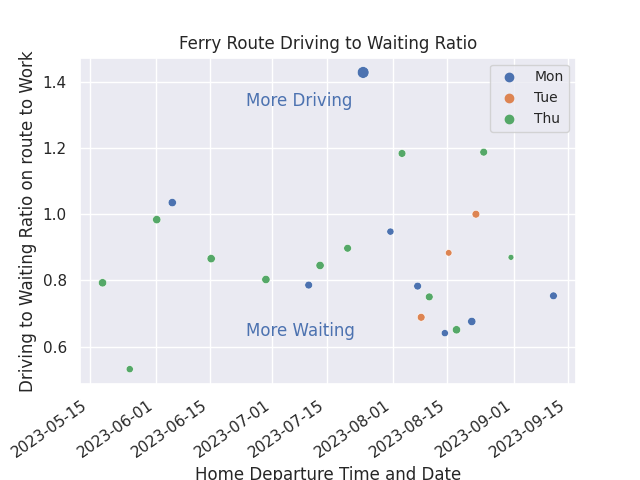 Ferry Route Driving to Waiting Ratio
Driving to Waiting Ratio on route to Work
1.4
1.2
1.0
0.8
0.6
More Driving
More Waiting
Mon
Tue
Thu
2023-05-15
2023-06-01
2023-06-15
2023-07-01
2023-07-15
2023-08-01
2023-08-15
2023-09-01
2023-09-15
Home Departure Time and Date